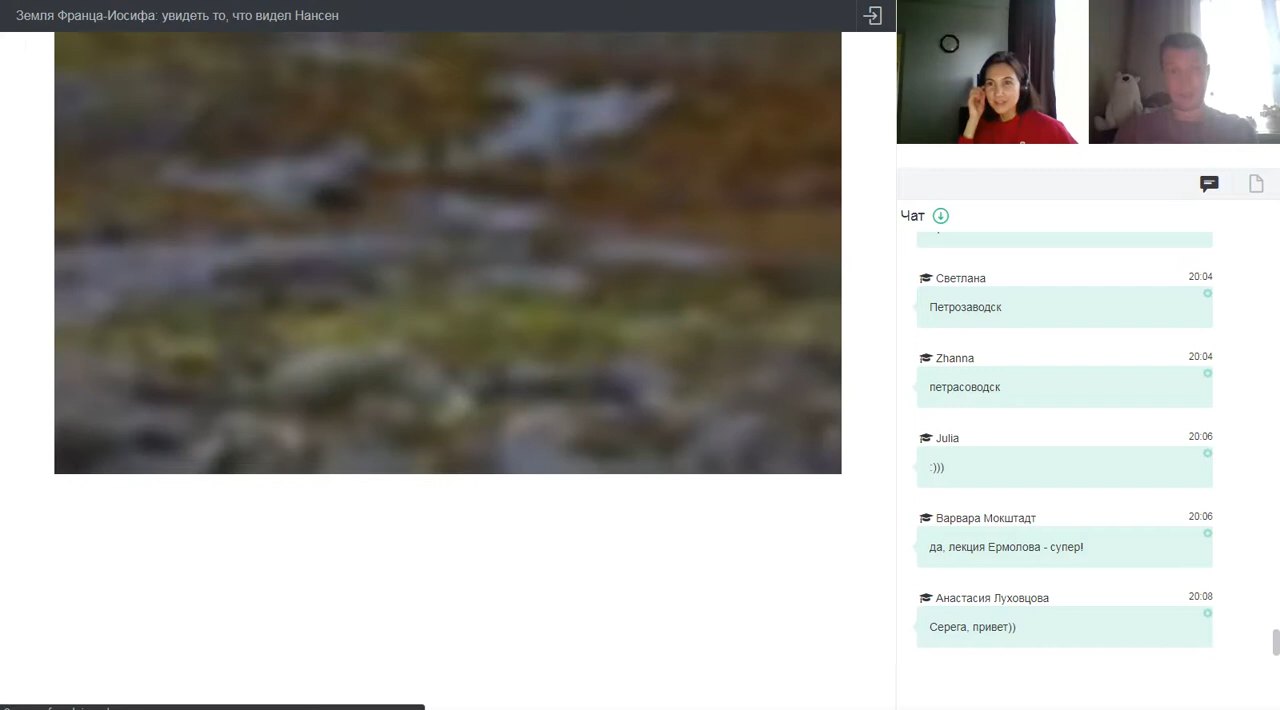 Земля Франца-Иосифа: увидеть то, что видел Нансен
Чат
Светлана 20:04
Петрозаводск
Zhanna 20:04
петрасоводск
Julia 20:06
:)))
Варвара Мокштадт 20:06
да, лекция Ермолова - супер!
Анастасия Луховцова 20:08
Серега, привет))